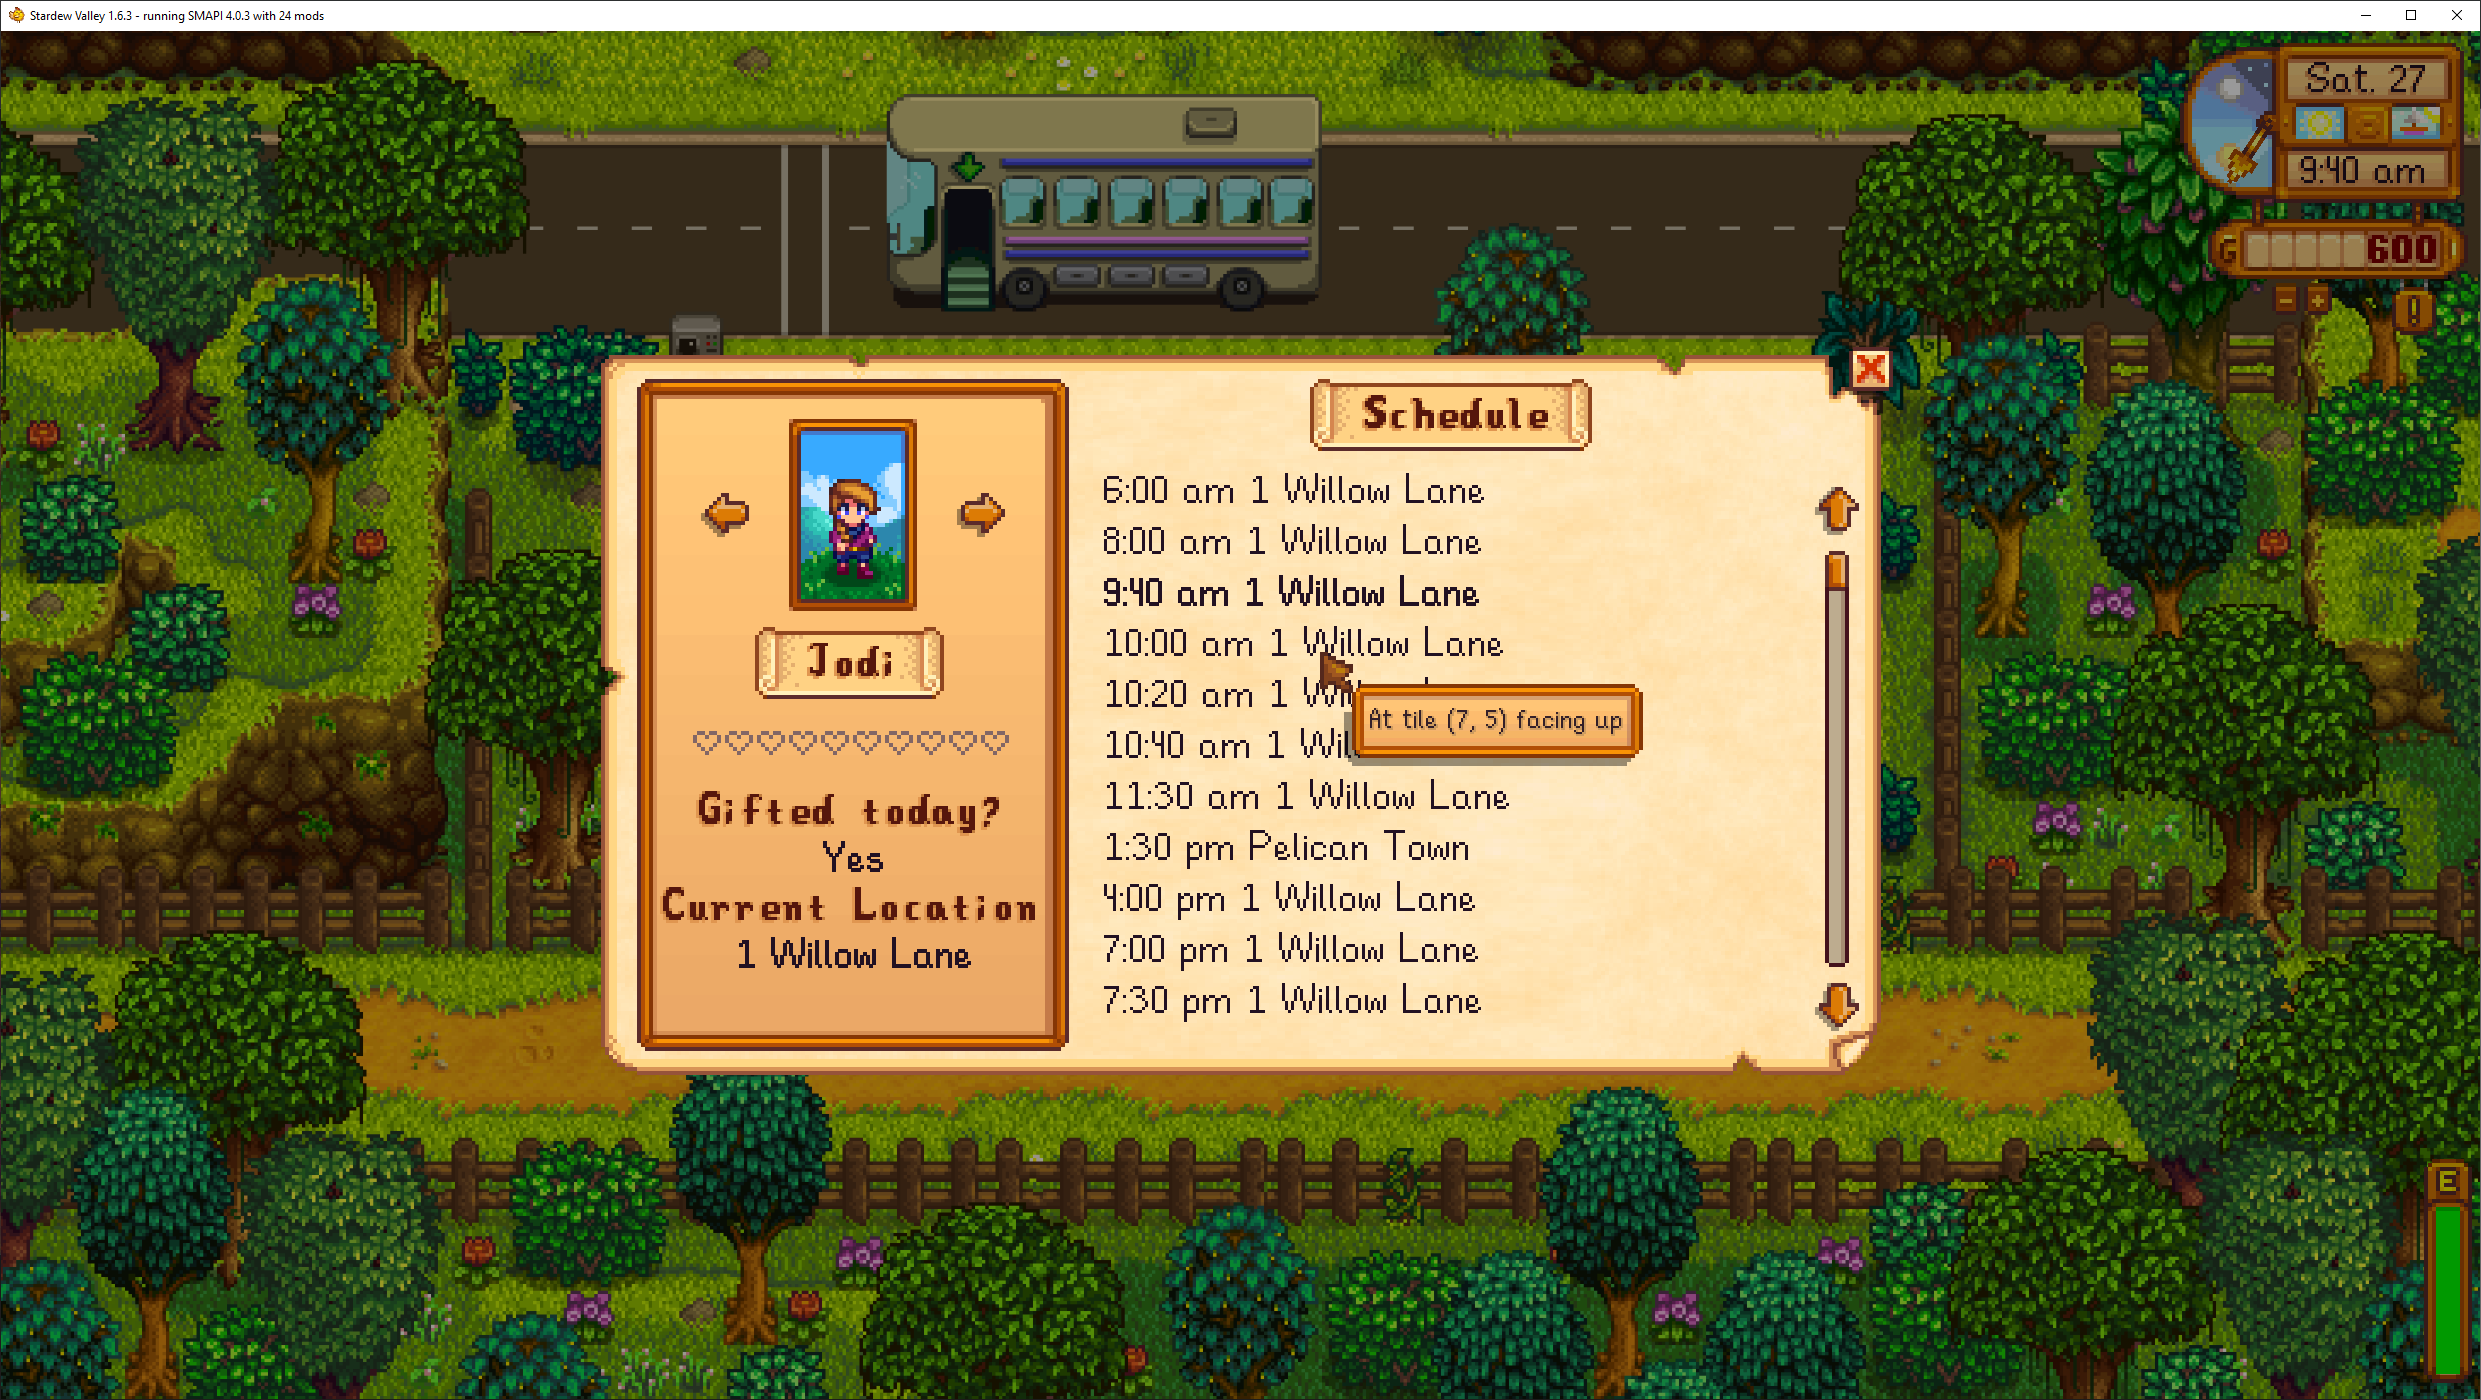 Stardew Valley 1.6.3 - running SMAPI 4.0.3 with 24 mods
Sat. 27
9:40 am
G 600
Schedule
6:00 am 1 Willow Lane
8:00 am 1 Willow Lane
9:40 am 1 Willow Lane
10:00 am 1 Willow Lane
10:20 am 1
10:40 am 1
11:30 am 1 Willow Lane
1:30 pm Pelican Town
4:00 pm 1 Willow Lane
7:00 pm 1 Willow Lane
7:30 pm 1 Willow Lane
At tile (7, 5) facing up
Jodi
Gifted today?
Yes
Current Location
1 Willow Lane
E